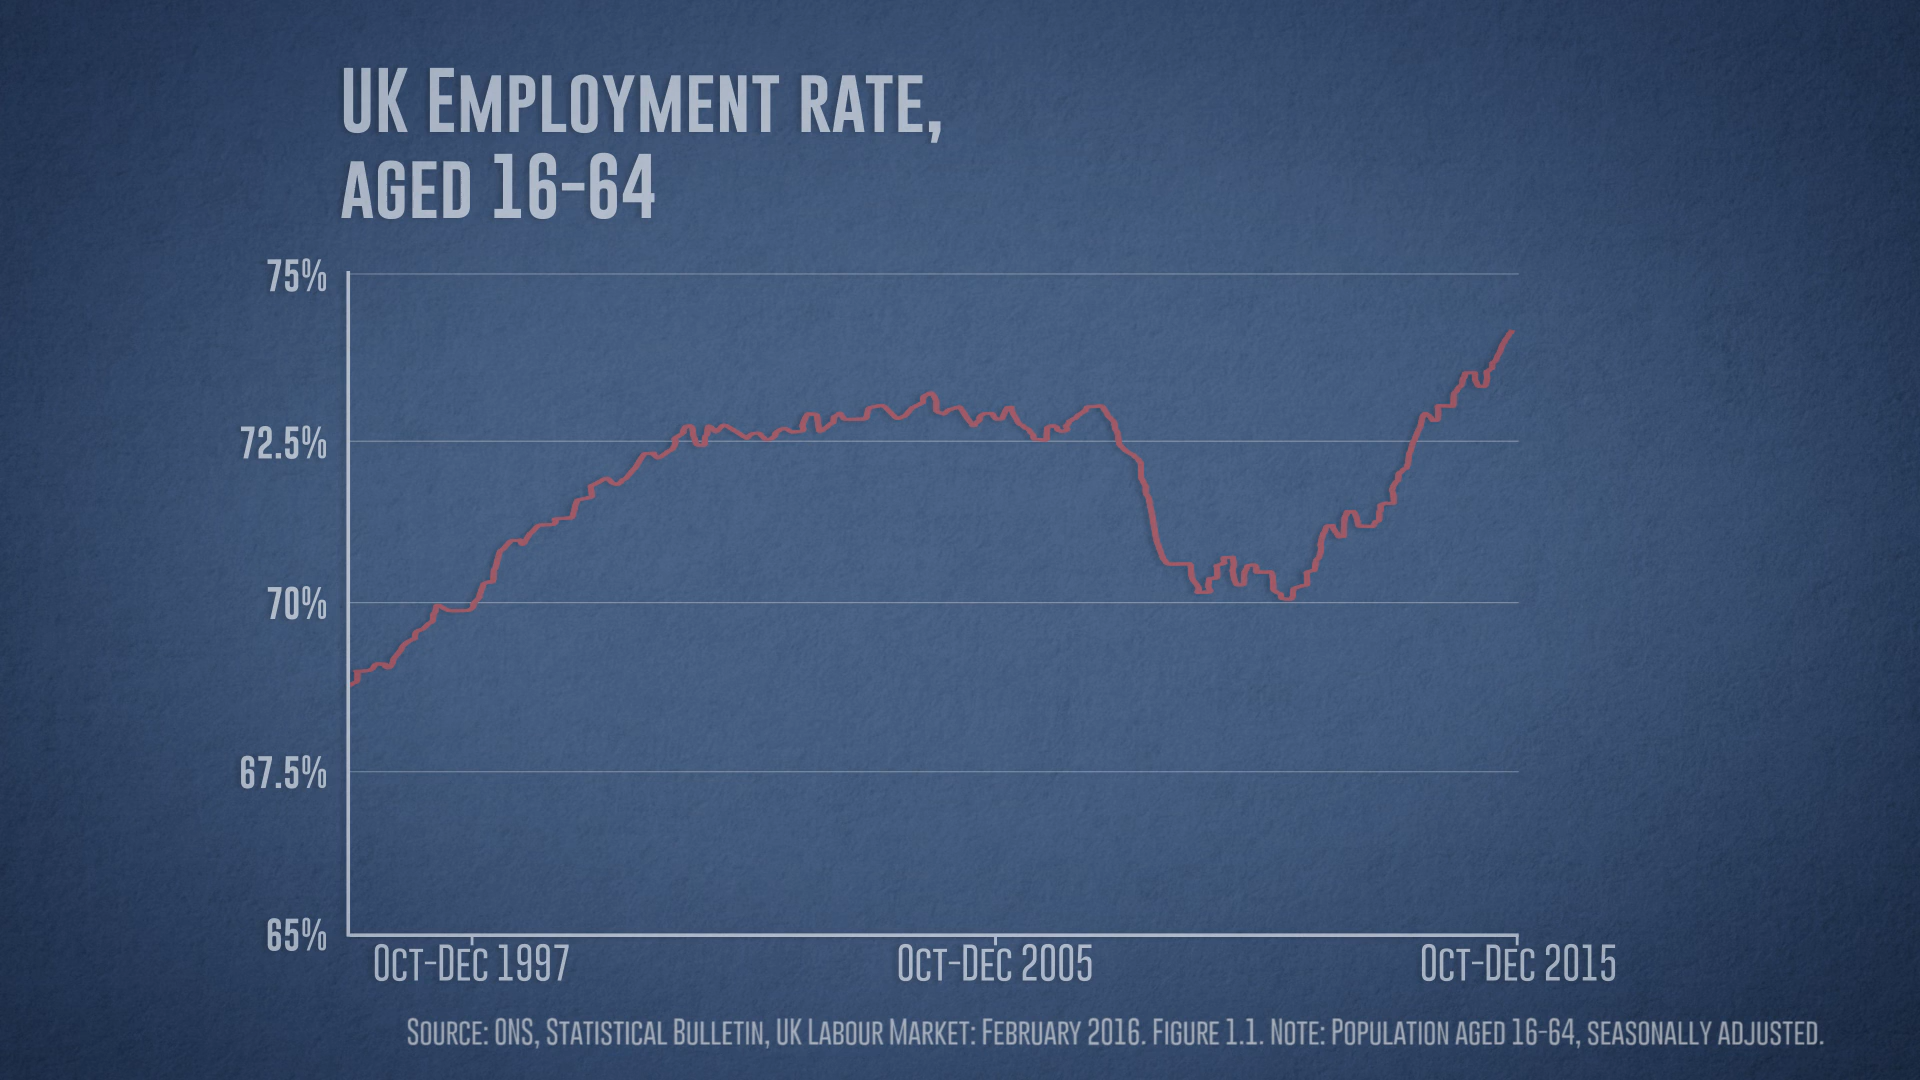 UK Employment rate,
aged 16-64
75%
72.5%
70%
67.5%
65%
Oct-Dec 1997
Oct-Dec 2005
Oct-Dec 2015
Source: ONS, Statistical Bulletin, UK Labour Market: February 2016. Figure 1.1. Note: Population aged 16-64, seasonally adjusted.